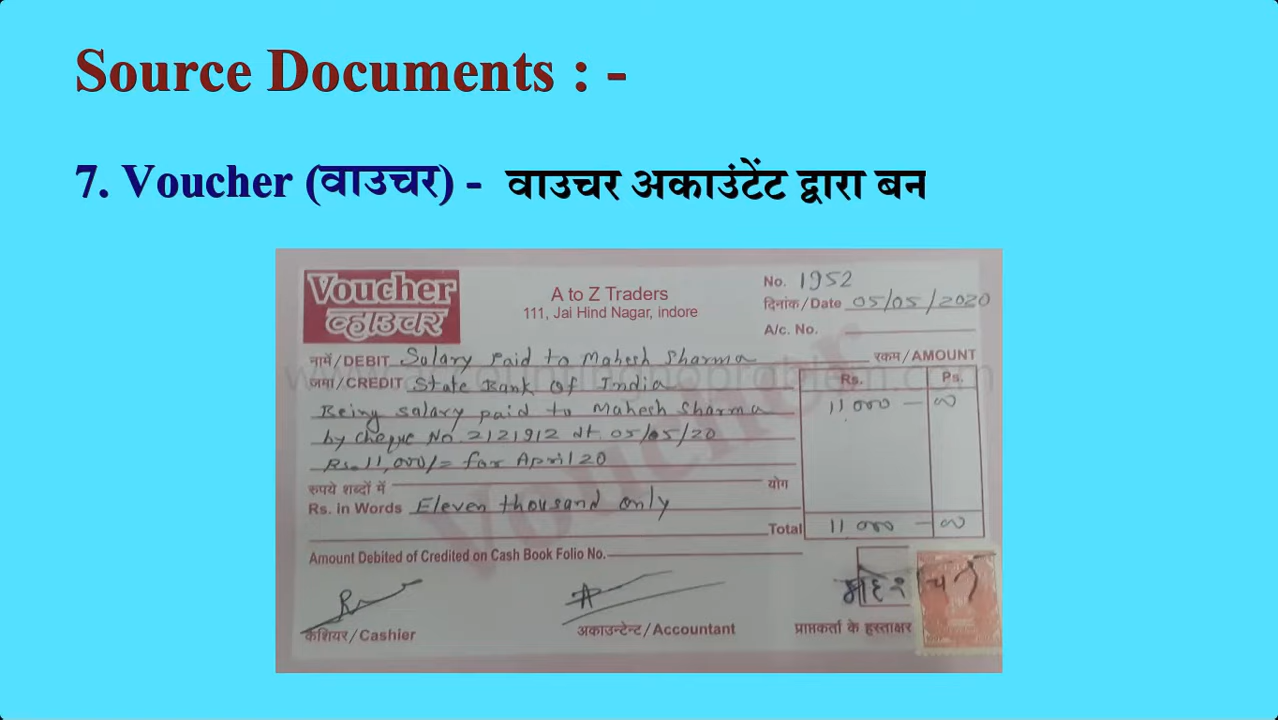 Source Documents : -
7. Voucher (वाउचर) - वाउचर अकाउंटेंट द्वारा बन
Voucher
व्हाउचर
A to Z Traders
111, Jai Hind Nagar, indore
No. 1952
दिनांक/Date 05/05/2020
A/c. No.
नामें/DEBIT Salary Paid to Mahesh Sharma
रकम/AMOUNT
जमा/CREDIT State Bank Of India
Rs. Ps.
Being salary paid to Mahesh Sharma
11,000 - 00
by cheque No. 2121912 dt. 05/05/20
Rs. 11,000/= for April 20
रुपये शब्दों में
योग
Rs. in Words Eleven thousand only
Total 11,000 - 00
Amount Debited of Credited on Cash Book Folio No.
कैशियर/Cashier
अकाउन्टेन्ट/Accountant
प्राप्तकर्ता के हस्ताक्षर
Voucher